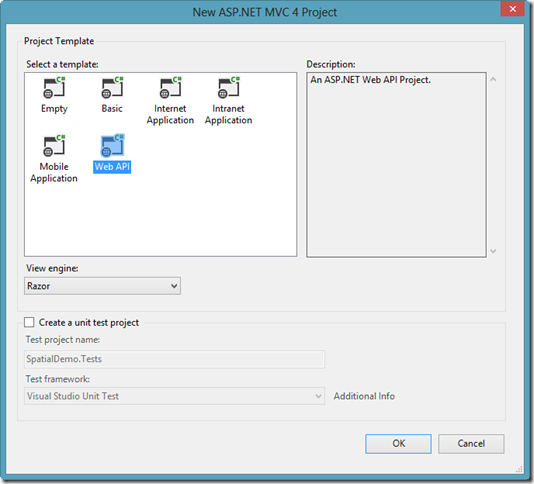 New ASP.NET MVC 4 Project
Project Template
Select a template:
Description:
C# C# C# C#
An ASP.NET Web API Project.
Empty
Basic
Internet
Application
Intranet
Application
C# C#
Mobile
Application
Web API
View engine:
Razor
Create a unit test project
Test project name:
SpatialDemo.Tests
Test framework:
Visual Studio Unit Test
Additional Info
OK
Cancel